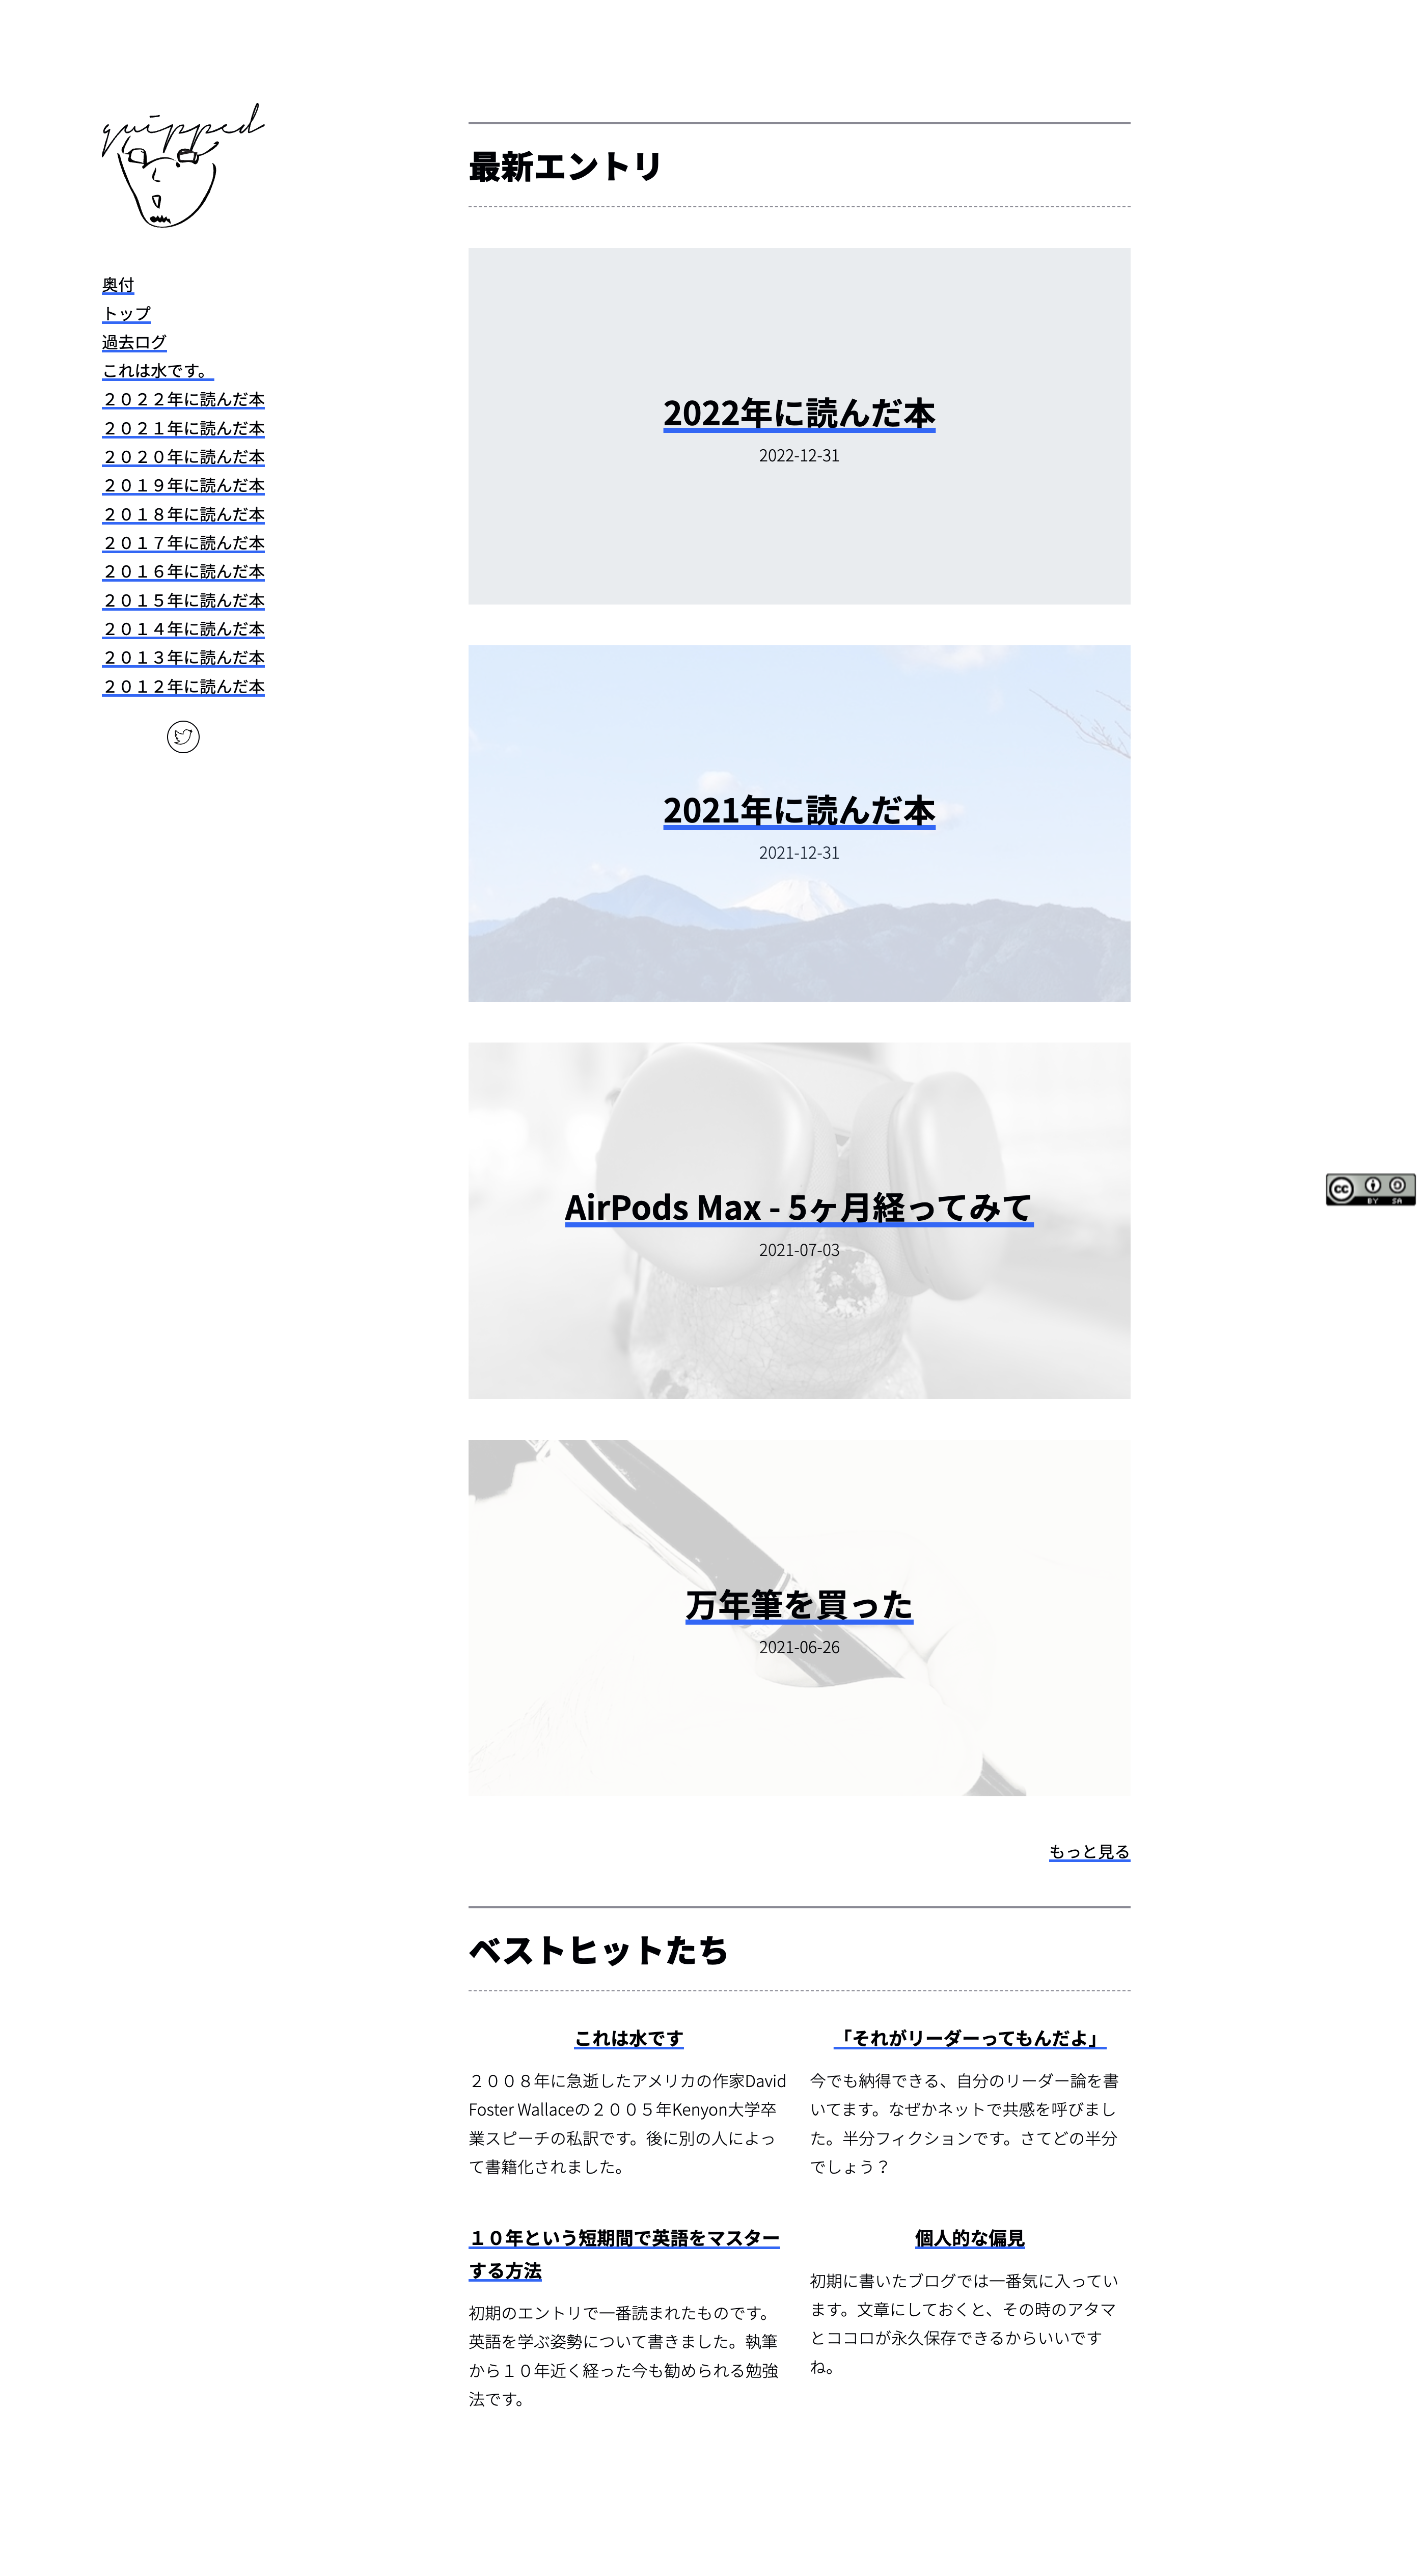 quipped
奥付
トップ
過去ログ
これは水です。
２０２２年に読んだ本
２０２１年に読んだ本
２０２０年に読んだ本
２０１９年に読んだ本
２０１８年に読んだ本
２０１７年に読んだ本
２０１６年に読んだ本
２０１５年に読んだ本
２０１４年に読んだ本
２０１３年に読んだ本
２０１２年に読んだ本
最新エントリ
2022年に読んだ本
2022-12-31
2021年に読んだ本
2021-12-31
AirPods Max - 5ヶ月経ってみて
2021-07-03
万年筆を買った
2021-06-26
もっと見る
ベストヒットたち
これは水です
２００８年に急逝したアメリカの作家David
Foster Wallaceの２００５年Kenyon大学卒
業スピーチの私訳です。後に別の人によっ
て書籍化されました。
「それがリーダーってもんだよ」
今でも納得できる、自分のリーダー論を書
いてます。なぜかネットで共感を呼びまし
た。半分フィクションです。さてどの半分
でしょう？
１０年という短期間で英語をマスター
する方法
初期のエントリで一番読まれたものです。
英語を学ぶ姿勢について書きました。執筆
から１０年近く経った今も勧められる勉強
法です。
個人的な偏見
初期に書いたブログでは一番気に入ってい
ます。文章にしておくと、その時のアタマ
とココロが永久保存できるからいいです
ね。
cc
BY SA